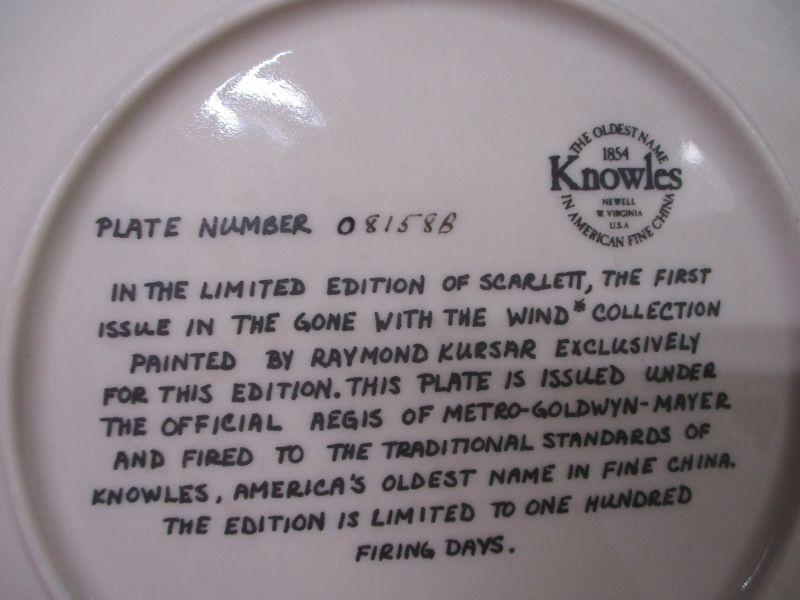 THE OLDEST NAME
1854
Knowles
NEWELL
W VIRGINIA
U.S.A
IN AMERICAN FINE CHINA
PLATE NUMBER 08158B
IN THE LIMITED EDITION OF SCARLETT, THE FIRST
ISSUE IN THE GONE WITH THE WIND* COLLECTION
PAINTED BY RAYMOND KURSAR EXCLUSIVELY
FOR THIS EDITION. THIS PLATE IS ISSUED UNDER
THE OFFICIAL AEGIS OF METRO-GOLDWYN-MAYER
AND FIRED TO THE TRADITIONAL STANDARDS OF
KNOWLES, AMERICA'S OLDEST NAME IN FINE CHINA.
THE EDITION IS LIMITED TO ONE HUNDRED
FIRING DAYS.